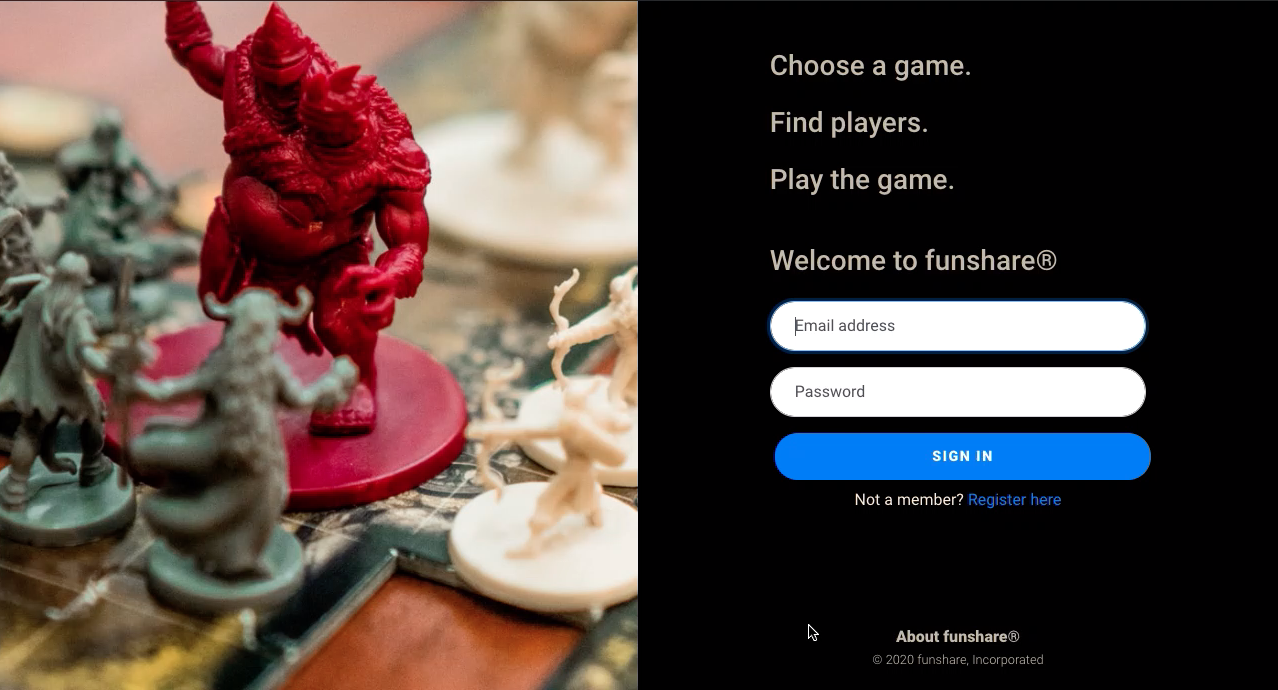 Choose a game.
Find players.
Play the game.
Welcome to funshare®
Email address
Password
SIGN IN
Not a member? Register here
About funshare®
© 2020 funshare, Incorporated